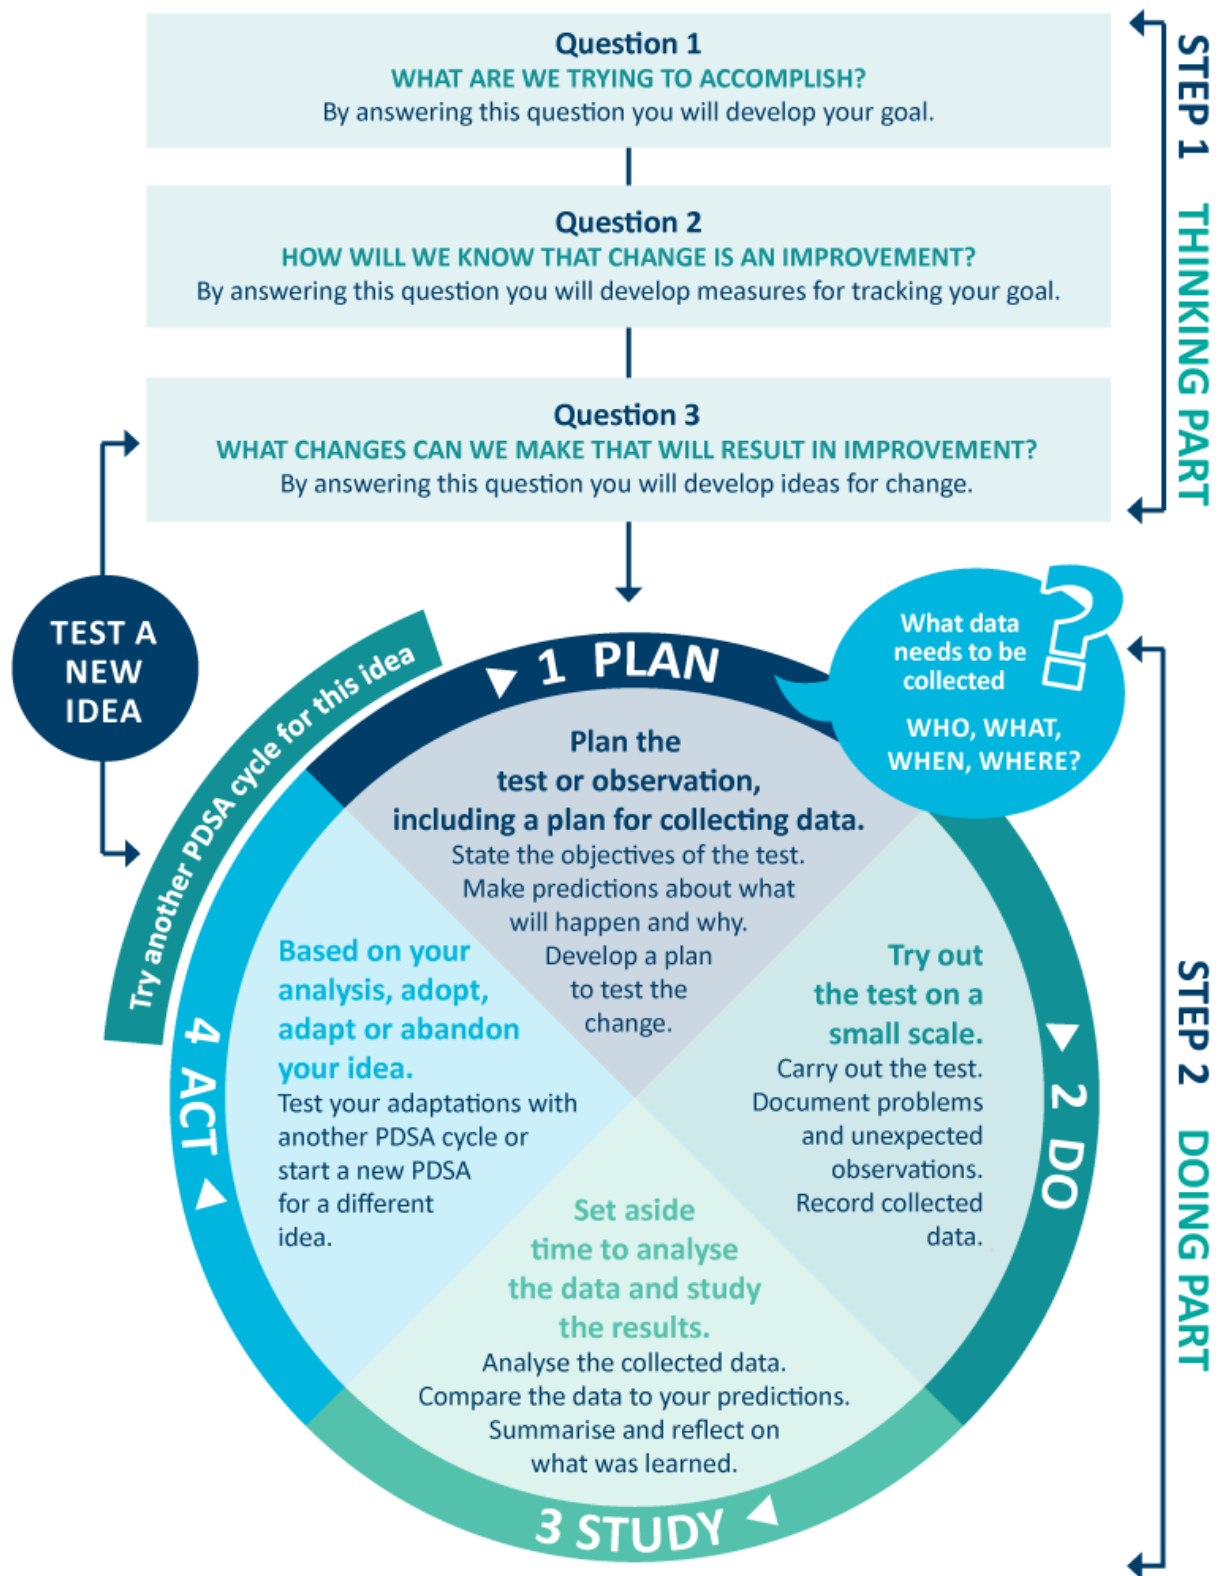 Question 1
WHAT ARE WE TRYING TO ACCOMPLISH?
By answering this question you will develop your goal.
Question 2
HOW WILL WE KNOW THAT CHANGE IS AN IMPROVEMENT?
By answering this question you will develop measures for tracking your goal.
Question 3
WHAT CHANGES CAN WE MAKE THAT WILL RESULT IN IMPROVEMENT?
By answering this question you will develop ideas for change.
STEP 1 THINKING PART
TEST A
NEW
IDEA
Try another PDSA cycle for this idea
1 PLAN
What data
needs to be
collected
?
WHO, WHAT,
WHEN, WHERE?
Plan the
test or observation,
including a plan for collecting data.
State the objectives of the test.
Make predictions about what
will happen and why.
Develop a plan
to test the
change.
2 DO
Try out
the test on a
small scale.
Carry out the test.
Document problems
and unexpected
observations.
Record collected
data.
3 STUDY
Set aside
time to analyse
the data and study
the results.
Analyse the collected data.
Compare the data to your predictions.
Summarise and reflect on
what was learned.
4 ACT
Based on your
analysis, adopt,
adapt or abandon
your idea.
Test your adaptations with
another PDSA cycle or
start a new PDSA
for a different
idea.
STEP 2 DOING PART